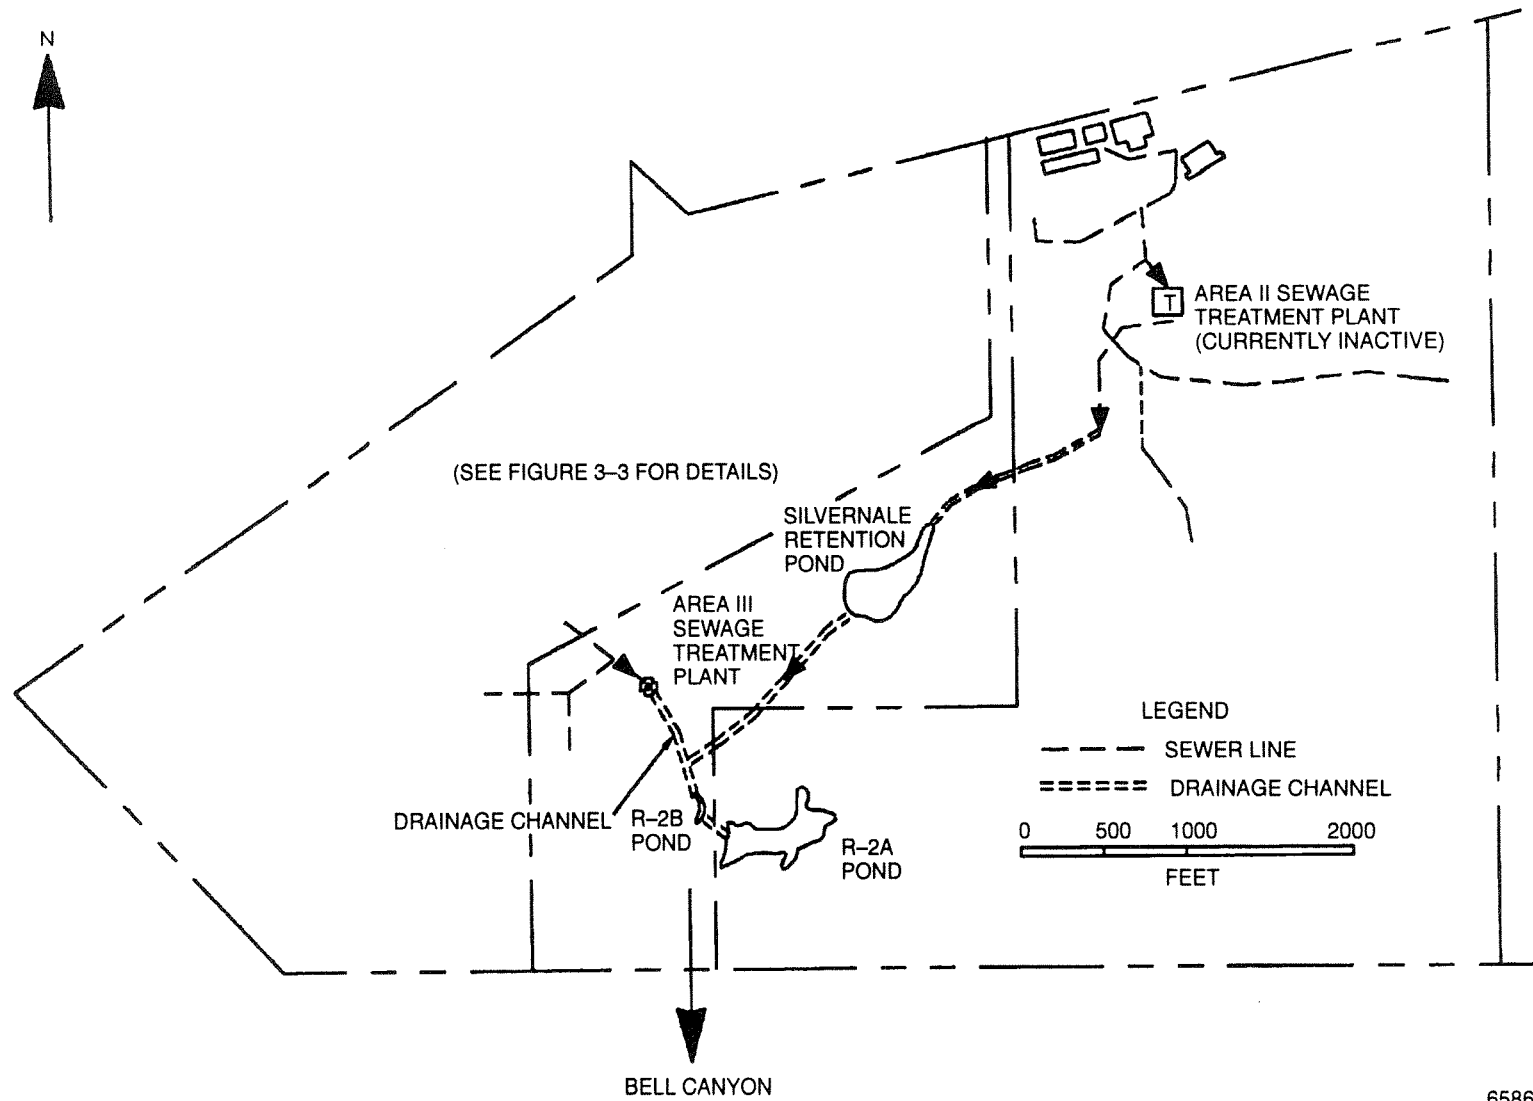 N
AREA II SEWAGE
TREATMENT PLANT
(CURRENTLY INACTIVE)
T
(SEE FIGURE 3–3 FOR DETAILS)
SILVERNALE
RETENTION
POND
AREA III
SEWAGE
TREATMENT
PLANT
LEGEND
SEWER LINE
DRAINAGE CHANNEL
0 500 1000 2000
FEET
DRAINAGE CHANNEL
R–2B
POND
R–2A
POND
BELL CANYON
6586